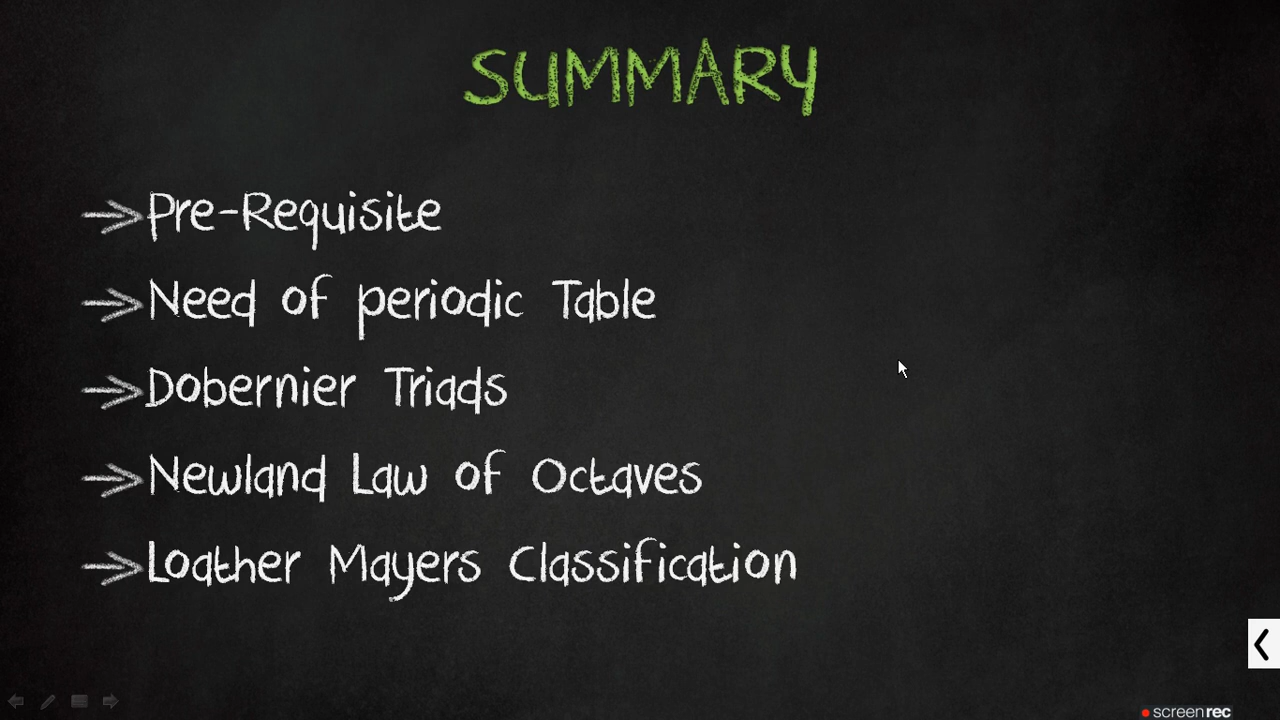 SUMMARY
Pre-Requisite
Need of periodic Table
Dobernier Triads
Newland Law of Octaves
Loather Mayers Classification
screenrec